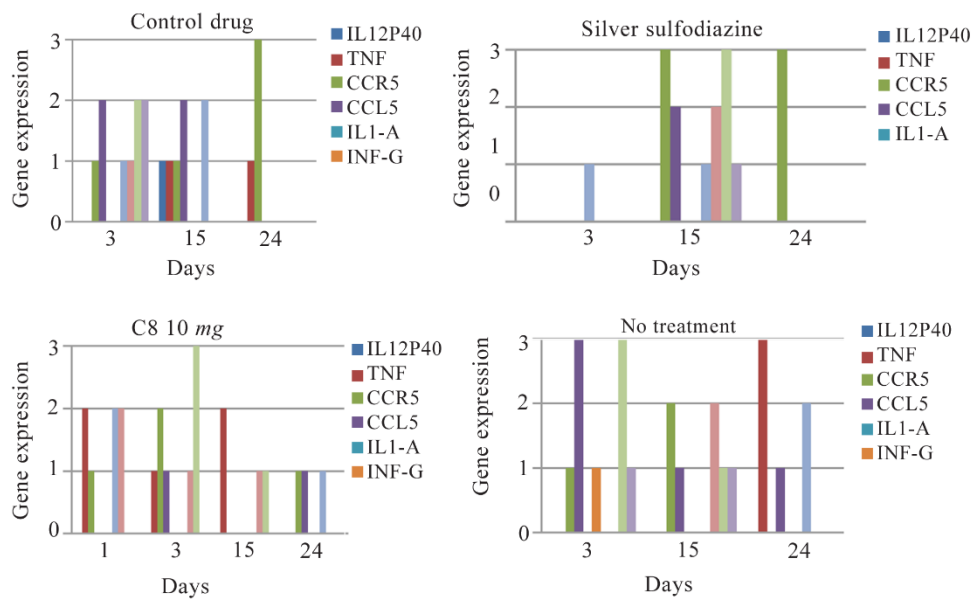 Control drug
Gene expression
3
2
1
0
3 15 24
Days
IL12P40
TNF
CCR5
CCL5
IL1-A
INF-G
Silver sulfodiazine
Gene expression
3
2
1
0
3 15 24
Days
IL12P40
TNF
CCR5
CCL5
IL1-A
C8 10 mg
Gene expression
3
2
1
0
1 3 15 24
Days
IL12P40
TNF
CCR5
CCL5
IL1-A
INF-G
No treatment
Gene expression
3
2
1
0
3 15 24
Days
IL12P40
TNF
CCR5
CCL5
IL1-A
INF-G